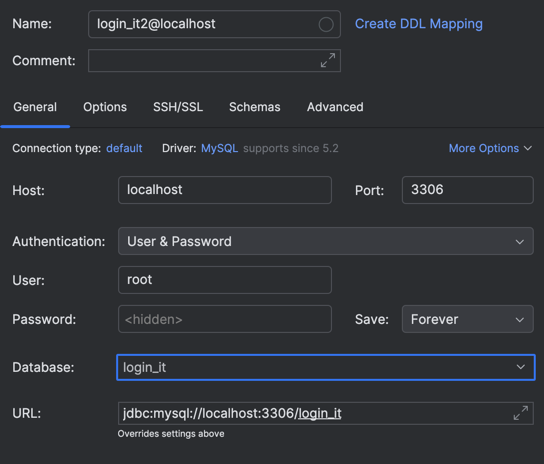 Name: login_it2@localhost Create DDL Mapping
Comment:
General Options SSH/SSL Schemas Advanced
Connection type: default Driver: MySQL supports since 5.2 More Options
Host: localhost Port: 3306
Authentication: User & Password
User: root
Password: <hidden> Save: Forever
Database: login_it
URL: jdbc:mysql://localhost:3306/login_it
Overrides settings above